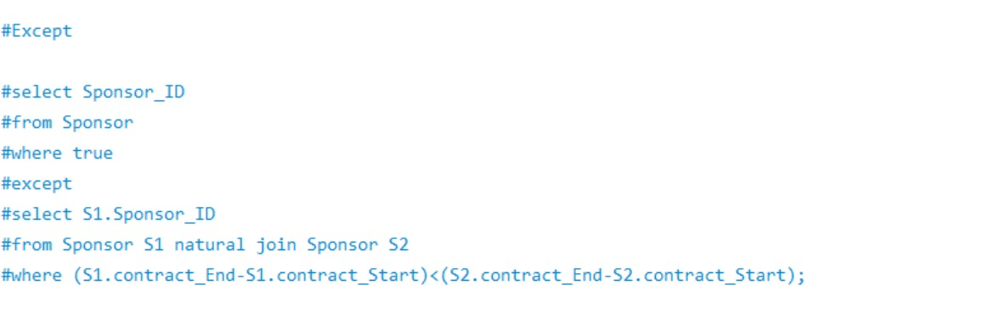 #Except
#select Sponsor_ID
#from Sponsor
#where true
#except
#select S1.Sponsor_ID
#from Sponsor S1 natural join Sponsor S2
#where (S1.contract_End-S1.contract_Start)<(S2.contract_End-S2.contract_Start);